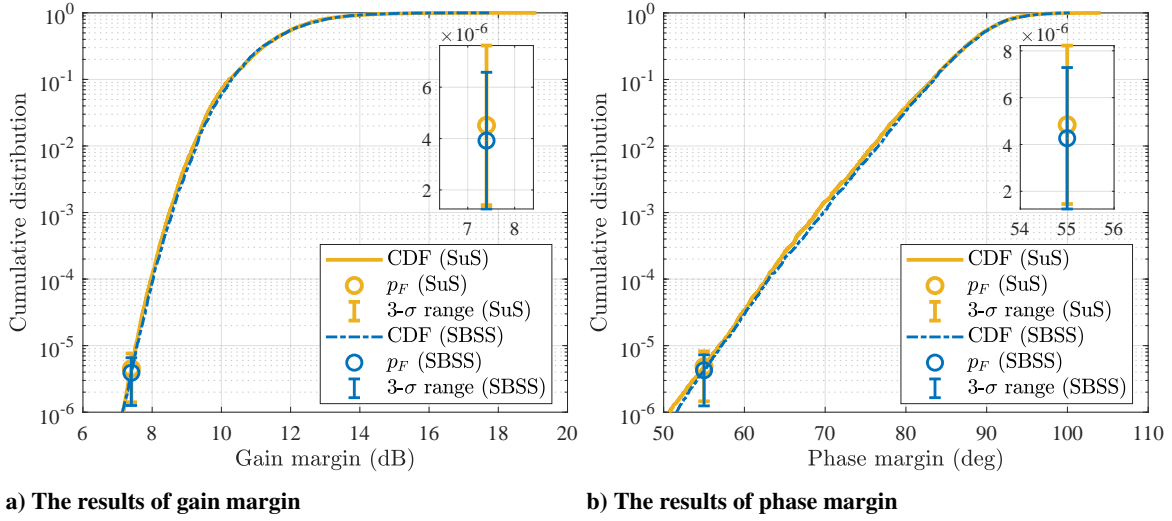 × 10^-6
6
4
2
7 8
10^0
10^-1
10^-2
10^-3
10^-4
10^-5
10^-6
Cumulative distribution
CDF (SuS)
p_F (SuS)
3-σ range (SuS)
CDF (SBSS)
p_F (SBSS)
3-σ range (SBSS)
6 8 10 12 14 16 18 20
Gain margin (dB)
a) The results of gain margin
× 10^-6
8
6
4
2
54 55 56
10^0
10^-1
10^-2
10^-3
10^-4
10^-5
10^-6
Cumulative distribution
CDF (SuS)
p_F (SuS)
3-σ range (SuS)
CDF (SBSS)
p_F (SBSS)
3-σ range (SBSS)
50 60 70 80 90 100 110
Phase margin (deg)
b) The results of phase margin